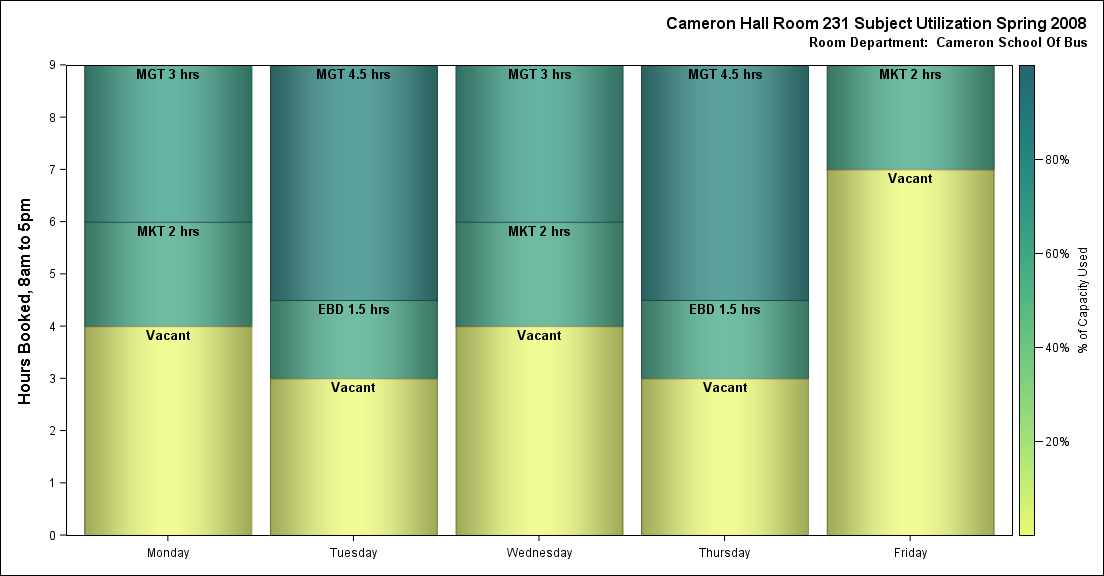 Cameron Hall Room 231 Subject Utilization Spring 2008
Room Department:  Cameron School Of Bus
Hours Booked, 8am to 5pm
9
8
7
6
5
4
3
2
1
0
MGT 3 hrs
MKT 2 hrs
Vacant
Monday
MGT 4.5 hrs
EBD 1.5 hrs
Vacant
Tuesday
MGT 3 hrs
MKT 2 hrs
Vacant
Wednesday
MGT 4.5 hrs
EBD 1.5 hrs
Vacant
Thursday
MKT 2 hrs
Vacant
Friday
80%
60%
40%
20%
% of Capacity Used